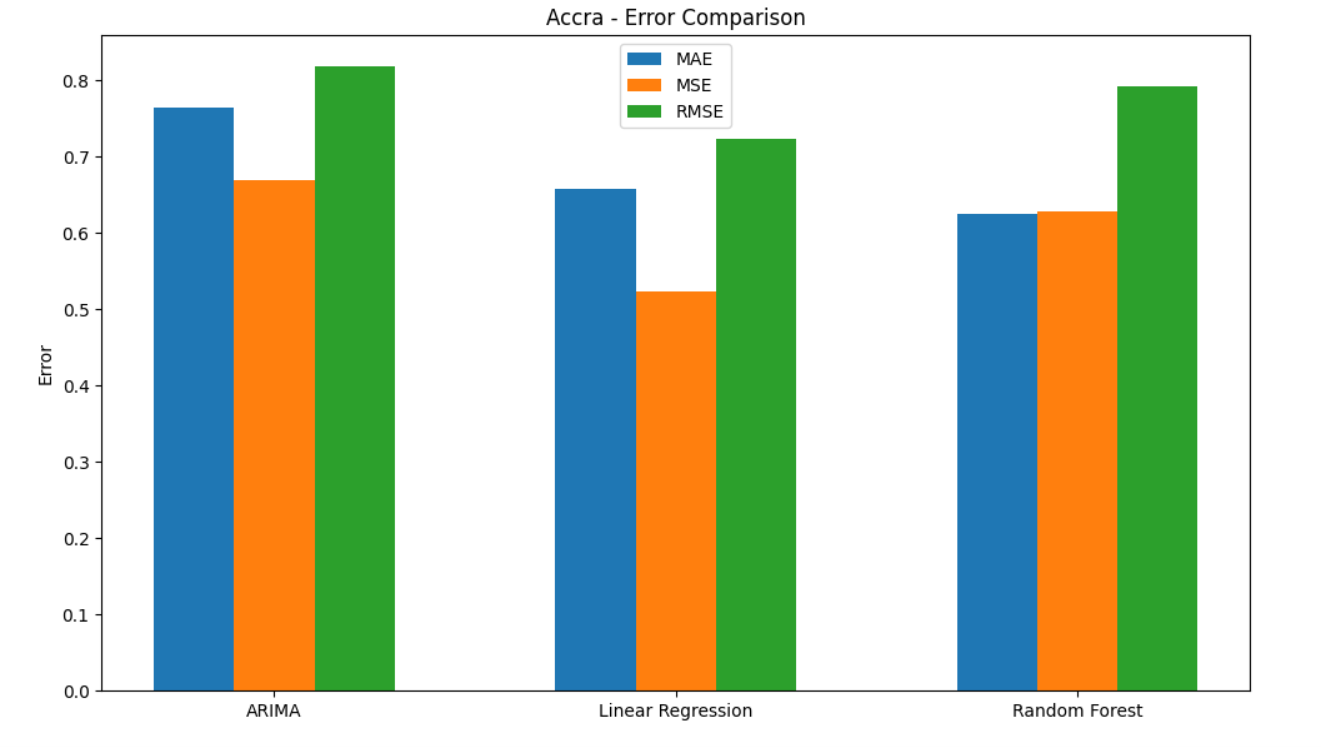 Accra - Error Comparison
MAE
MSE
RMSE
Error
0.8
0.7
0.6
0.5
0.4
0.3
0.2
0.1
0.0
ARIMA
Linear Regression
Random Forest